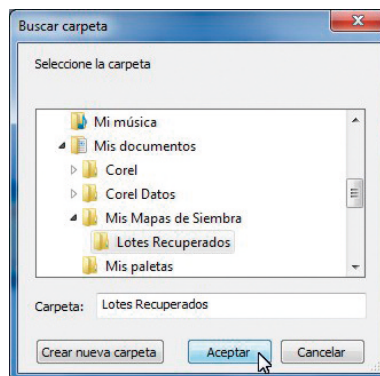 Buscar carpeta
Seleccione la carpeta
Mi música
Mis documentos
Corel
Corel Datos
Mis Mapas de Siembra
Lotes Recuperados
Mis paletas
Carpeta: Lotes Recuperados
Crear nueva carpeta Aceptar Cancelar